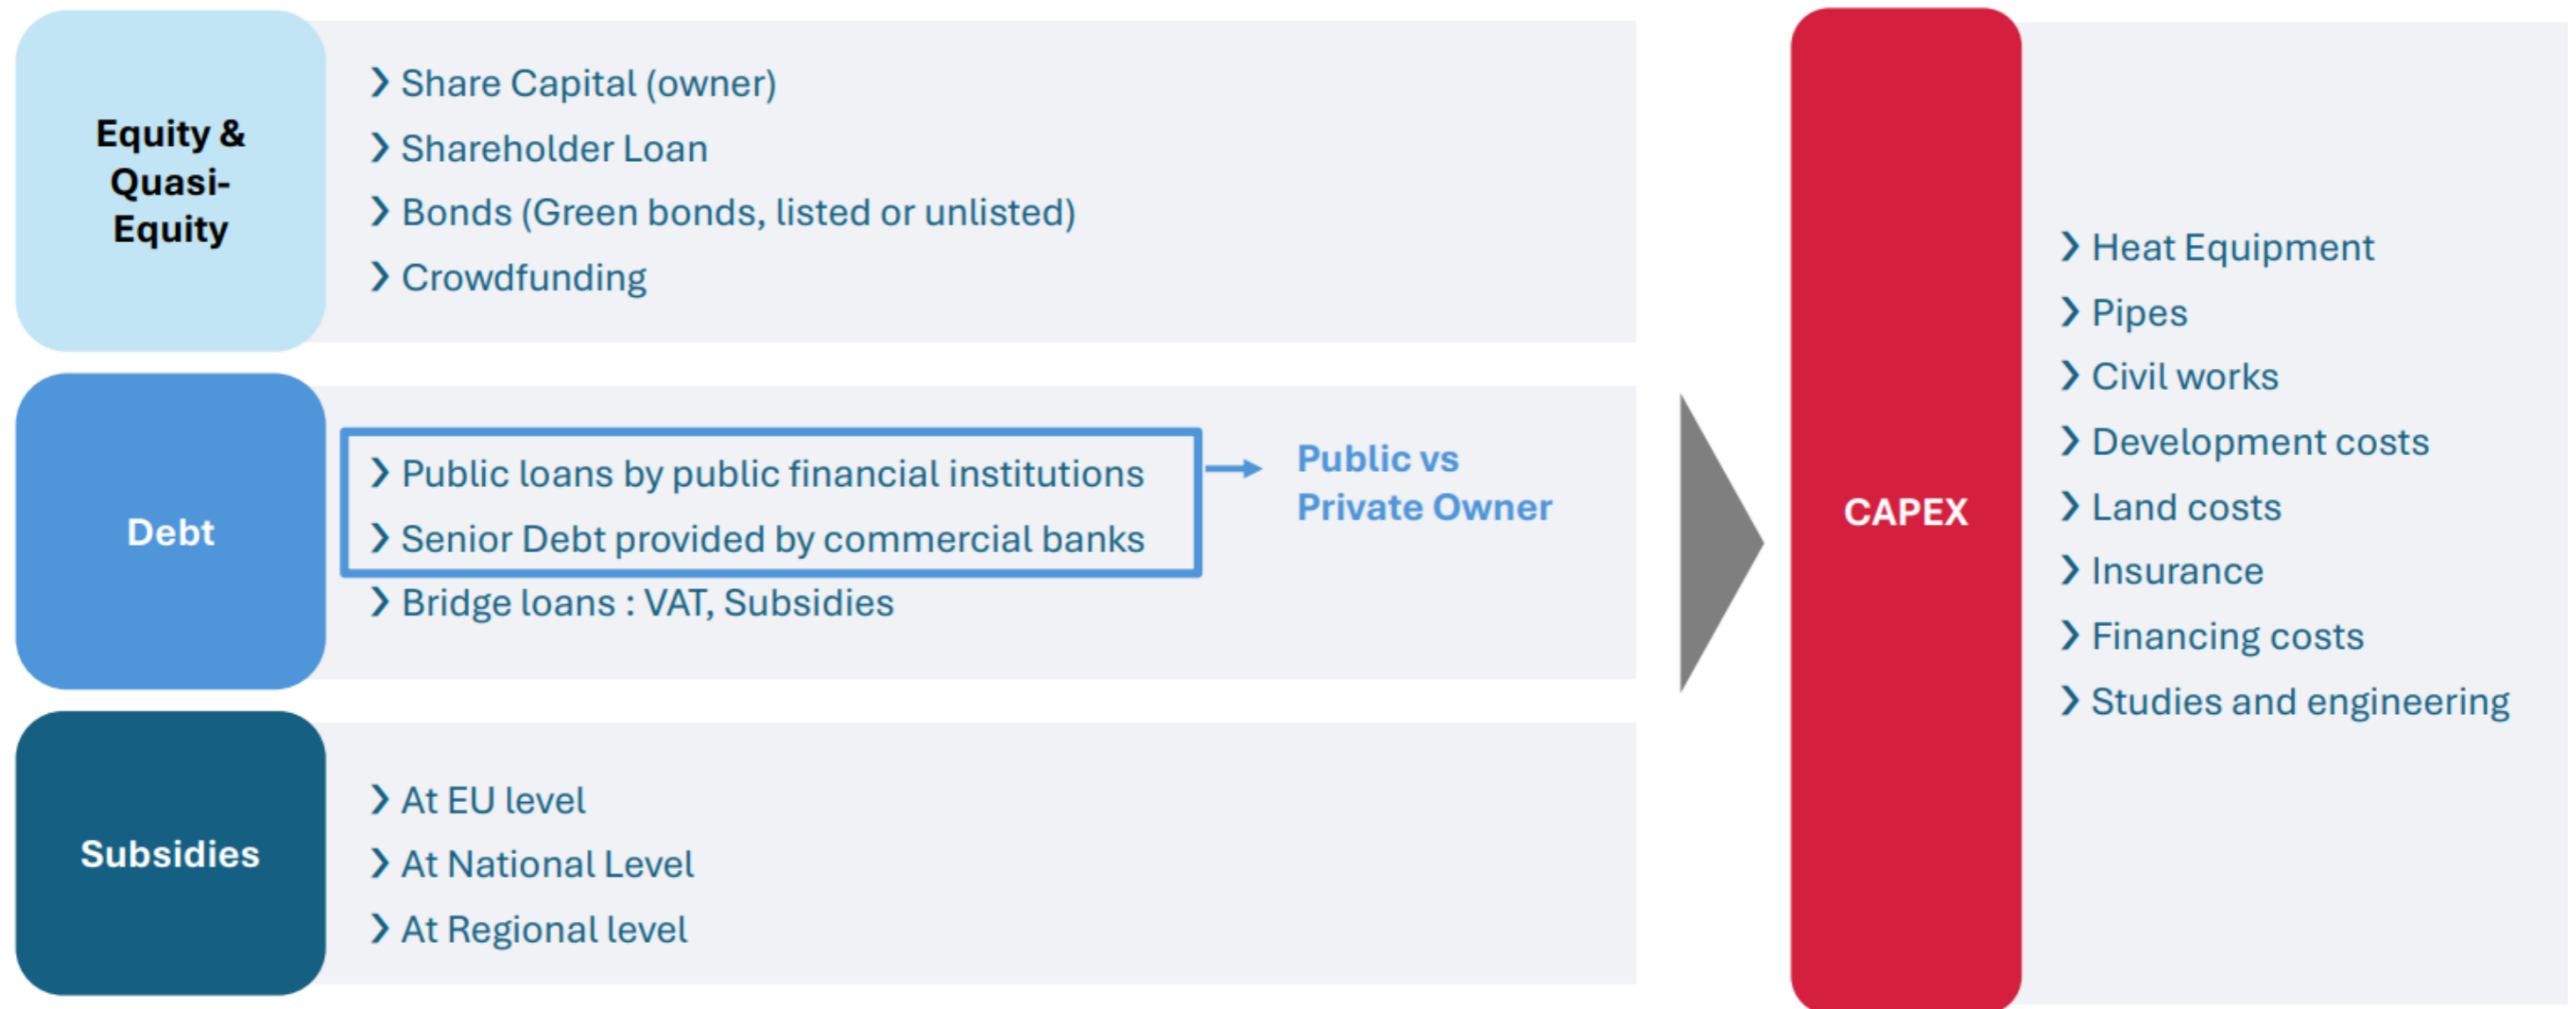 Equity &
Quasi-
Equity
❯ Share Capital (owner)
❯ Shareholder Loan
❯ Bonds (Green bonds, listed or unlisted)
❯ Crowdfunding
Debt
❯ Public loans by public financial institutions
❯ Senior Debt provided by commercial banks
❯ Bridge loans : VAT, Subsidies
Public vs
Private Owner
Subsidies
❯ At EU level
❯ At National Level
❯ At Regional level
CAPEX
❯ Heat Equipment
❯ Pipes
❯ Civil works
❯ Development costs
❯ Land costs
❯ Insurance
❯ Financing costs
❯ Studies and engineering